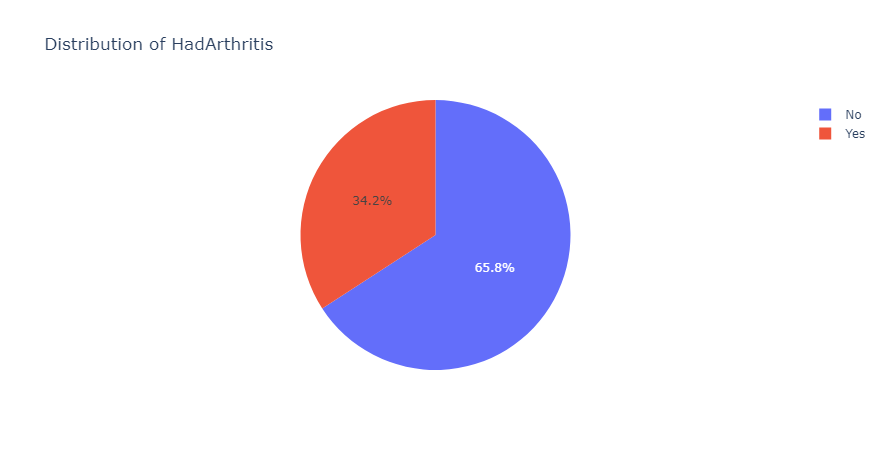 Distribution of HadArthritis
No
Yes
34.2%
65.8%